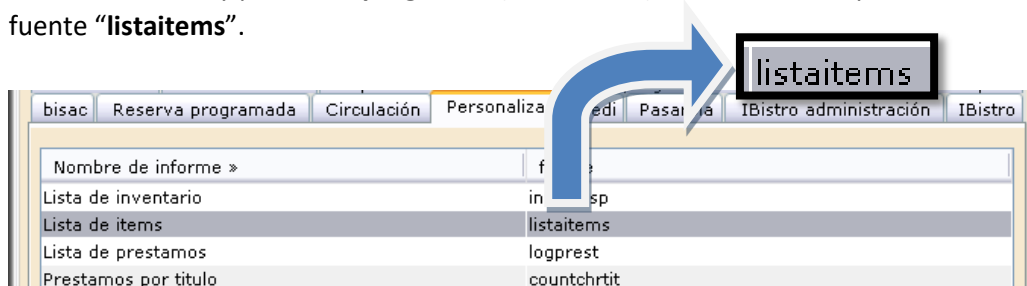 fuente “listaitems”.
listaitems
bisac Reserva programada Circulación Personaliza edi Pasar IBistro administración IBistro
Nombre de informe »
Lista de inventario
Lista de items listaitems
Lista de prestamos logprest
Prestamos por titulo countchrtit